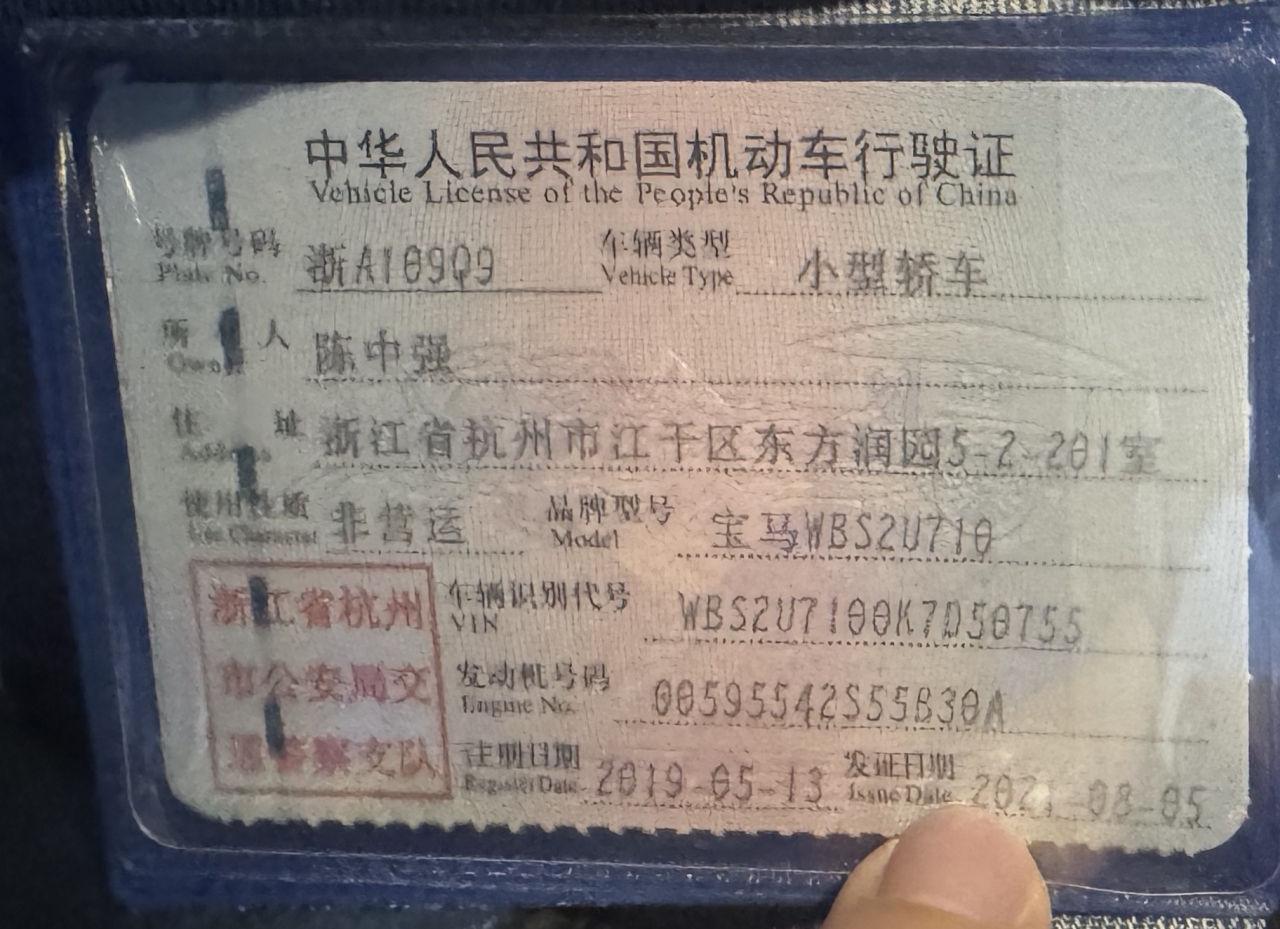 中华人民共和国机动车行驶证
Vehicle License of the People's Republic of China
号牌号码 浙A109Q9 车辆类型 小型轿车
Plate No. Vehicle Type
所 人 陈中强
Owner
住 址 浙江省杭州市江干区东方润园5-2-201室
Address
使用性质 非营运 品牌型号 宝马WBS2U710
Use Character Model
浙江省杭州
市公安局交
警察支队
车辆识别代号 WBS2U7100K7D50755
VIN
发动机号码 00595542S55B30A
Engine No.
注册日期 2019-05-13 发证日期 2021-08-05
Register Date Issue Date